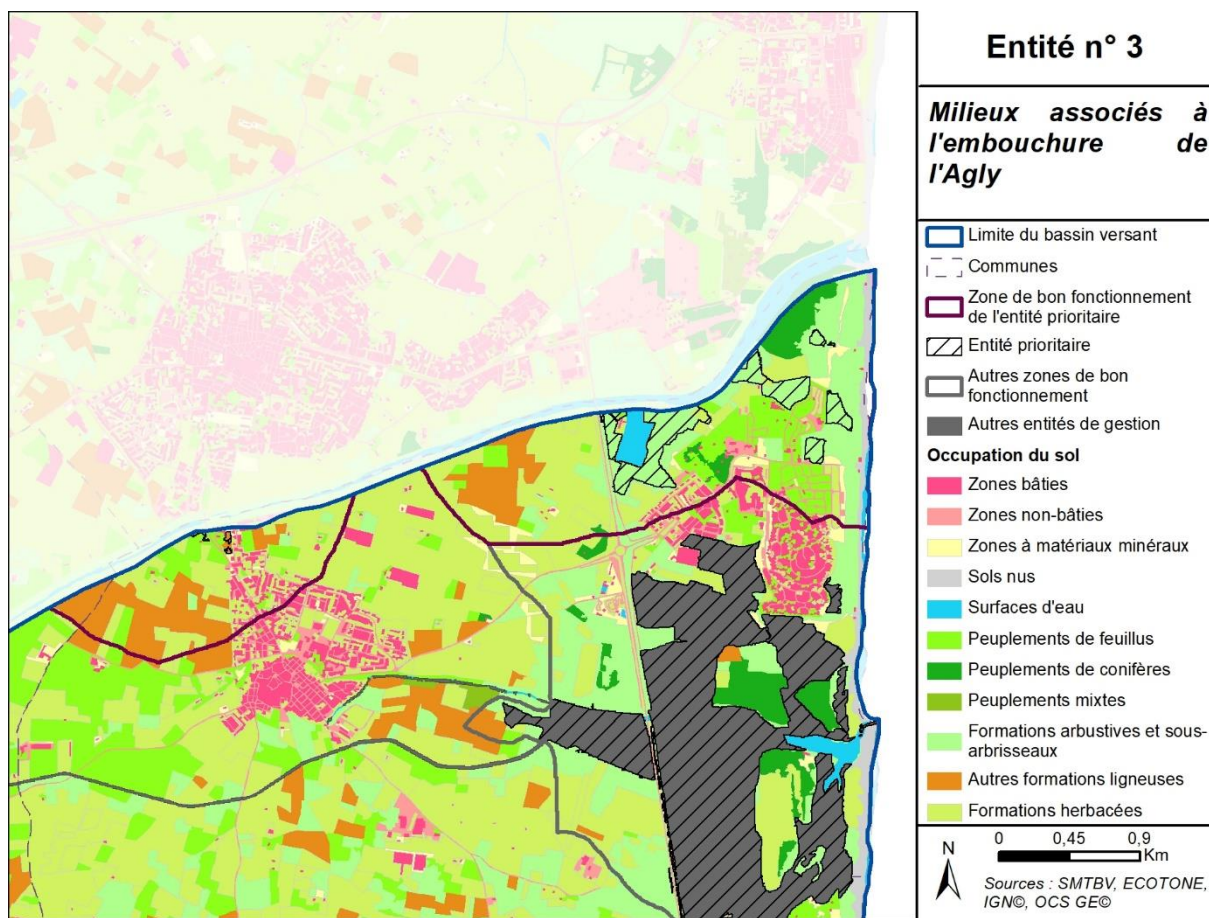 Entité n° 3
Milieux associés à
l'embouchure de
l'Agly
Limite du bassin versant
Communes
Zone de bon fonctionnement
de l'entité prioritaire
Entité prioritaire
Autres zones de bon
fonctionnement
Autres entités de gestion
Occupation du sol
Zones bâties
Zones non-bâties
Zones à matériaux minéraux
Sols nus
Surfaces d'eau
Peuplements de feuillus
Peuplements de conifères
Peuplements mixtes
Formations arbustives et sous-
arbrisseaux
Autres formations ligneuses
Formations herbacées
N
0 0,45 0,9
Km
Sources : SMTBV, ECOTONE,
IGN©, OCS GE©